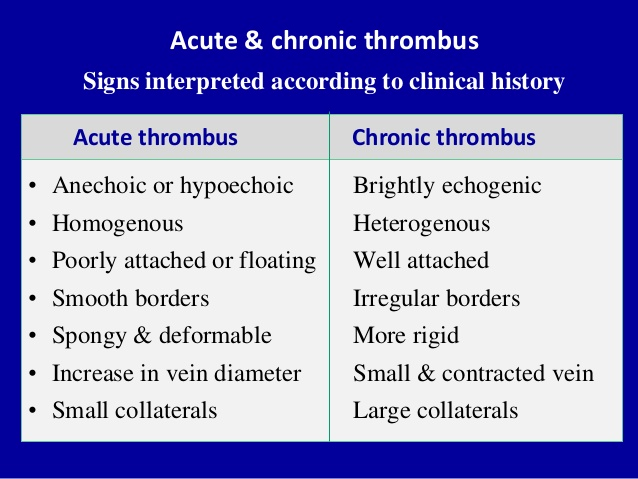 Acute & chronic thrombus
Signs interpreted according to clinical history
Acute thrombus Chronic thrombus
• Anechoic or hypoechoic Brightly echogenic
• Homogenous Heterogenous
• Poorly attached or floating Well attached
• Smooth borders Irregular borders
• Spongy & deformable More rigid
• Increase in vein diameter Small & contracted vein
• Small collaterals Large collaterals